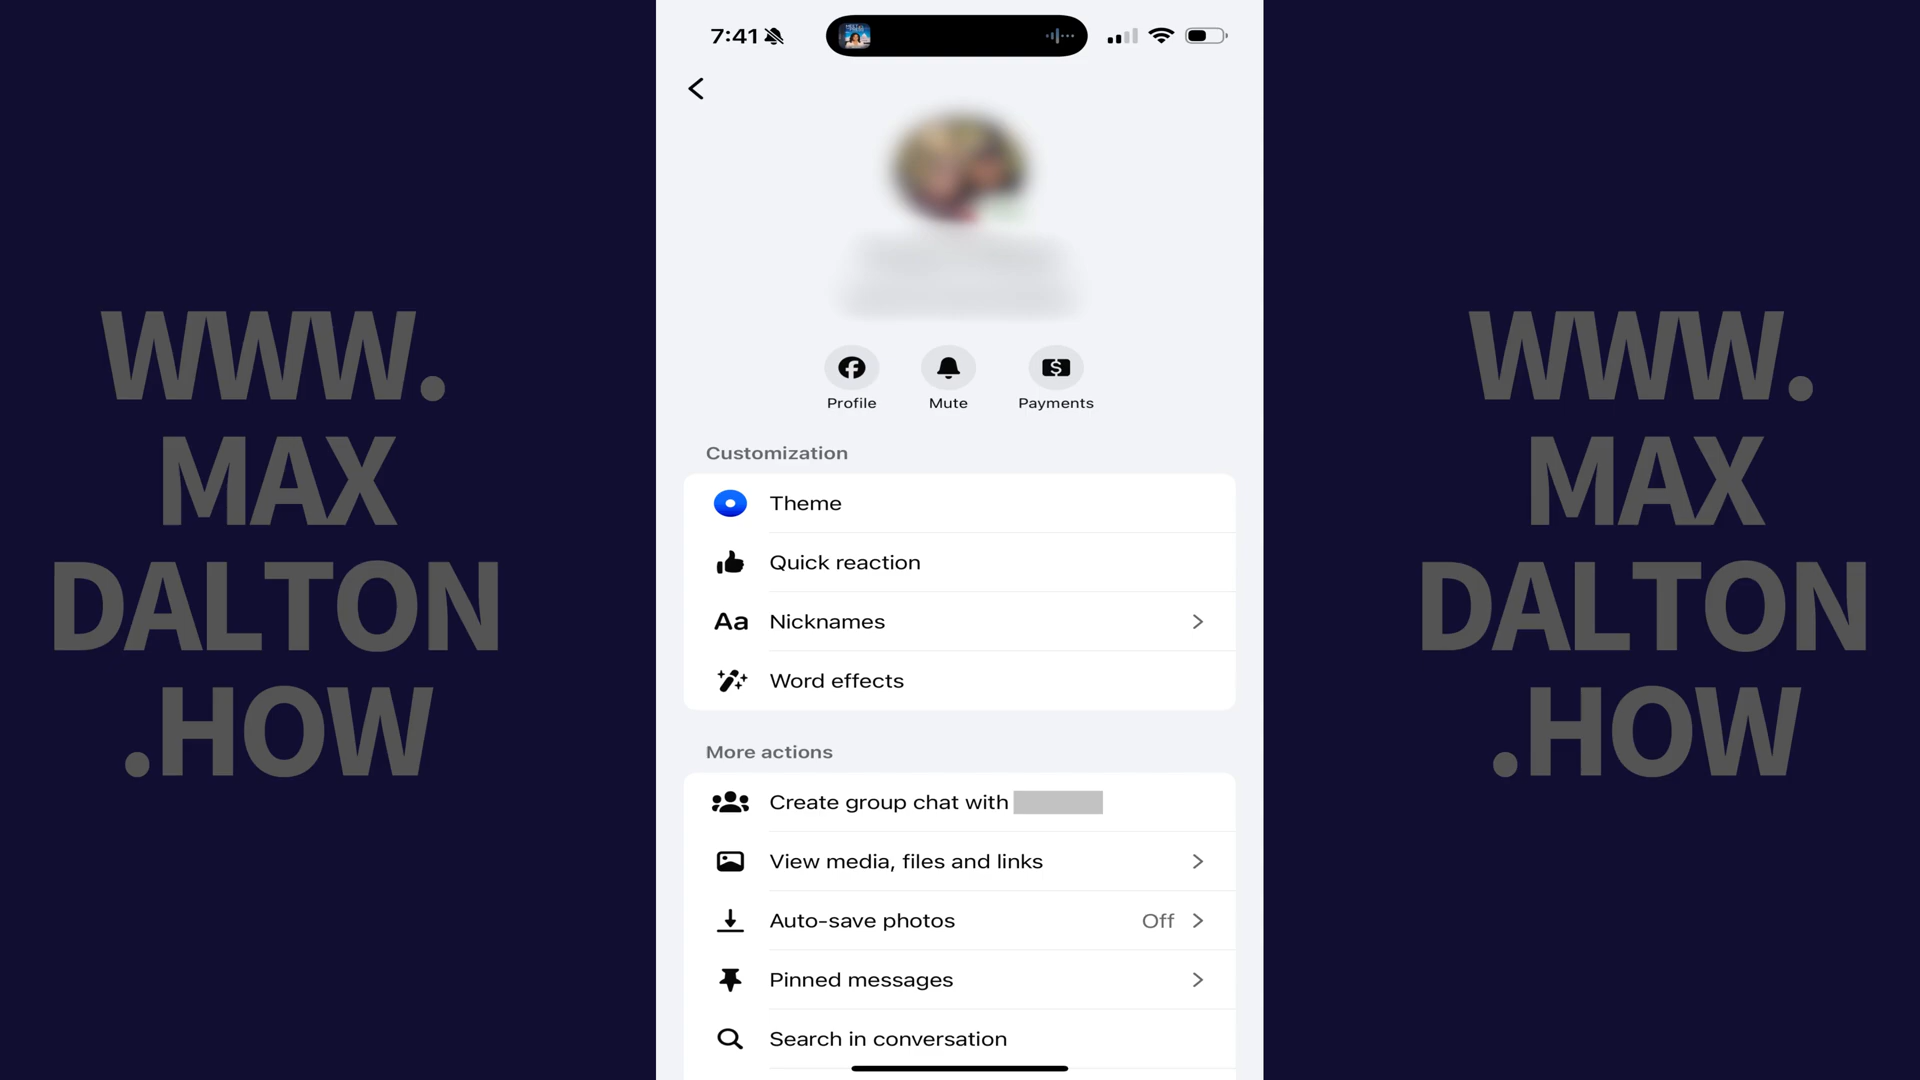 7:41
WWW.
MAX
DALTON
.HOW
Profile
Mute
Payments
Customization
Theme
Quick reaction
Aa Nicknames
Word effects
More actions
Create group chat with
View media, files and links
Auto-save photos Off
Pinned messages
Search in conversation
WWW.
MAX
DALTON
.HOW